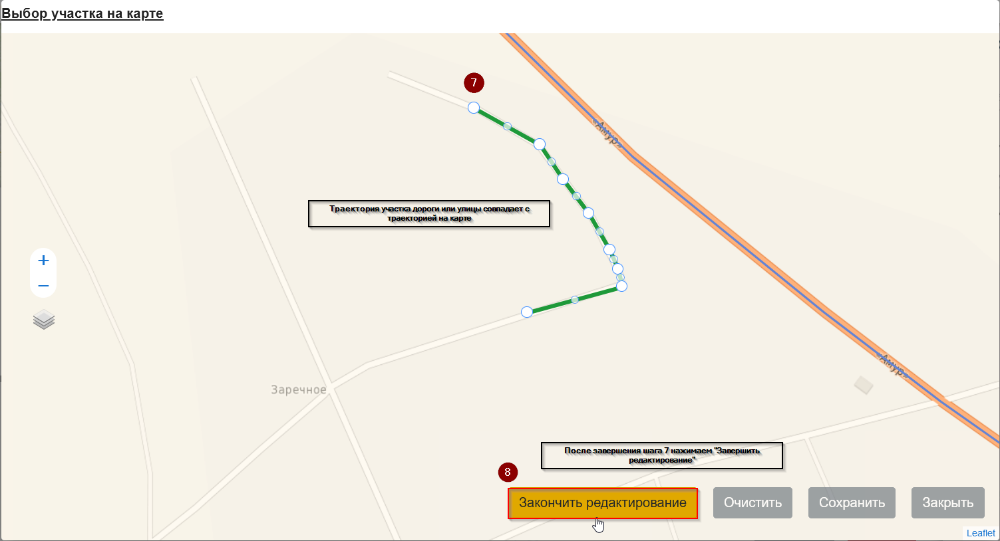 Выбор участка на карте
7
«Амур»
Траектория участка дороги или улицы совпадает с
траекторией на карте
+
−
«Амур»
Заречное
После завершения шага 7 нажимаем "Завершить
редактирование"
8
Закончить редактирование
Очистить
Сохранить
Закрыть
Leaflet